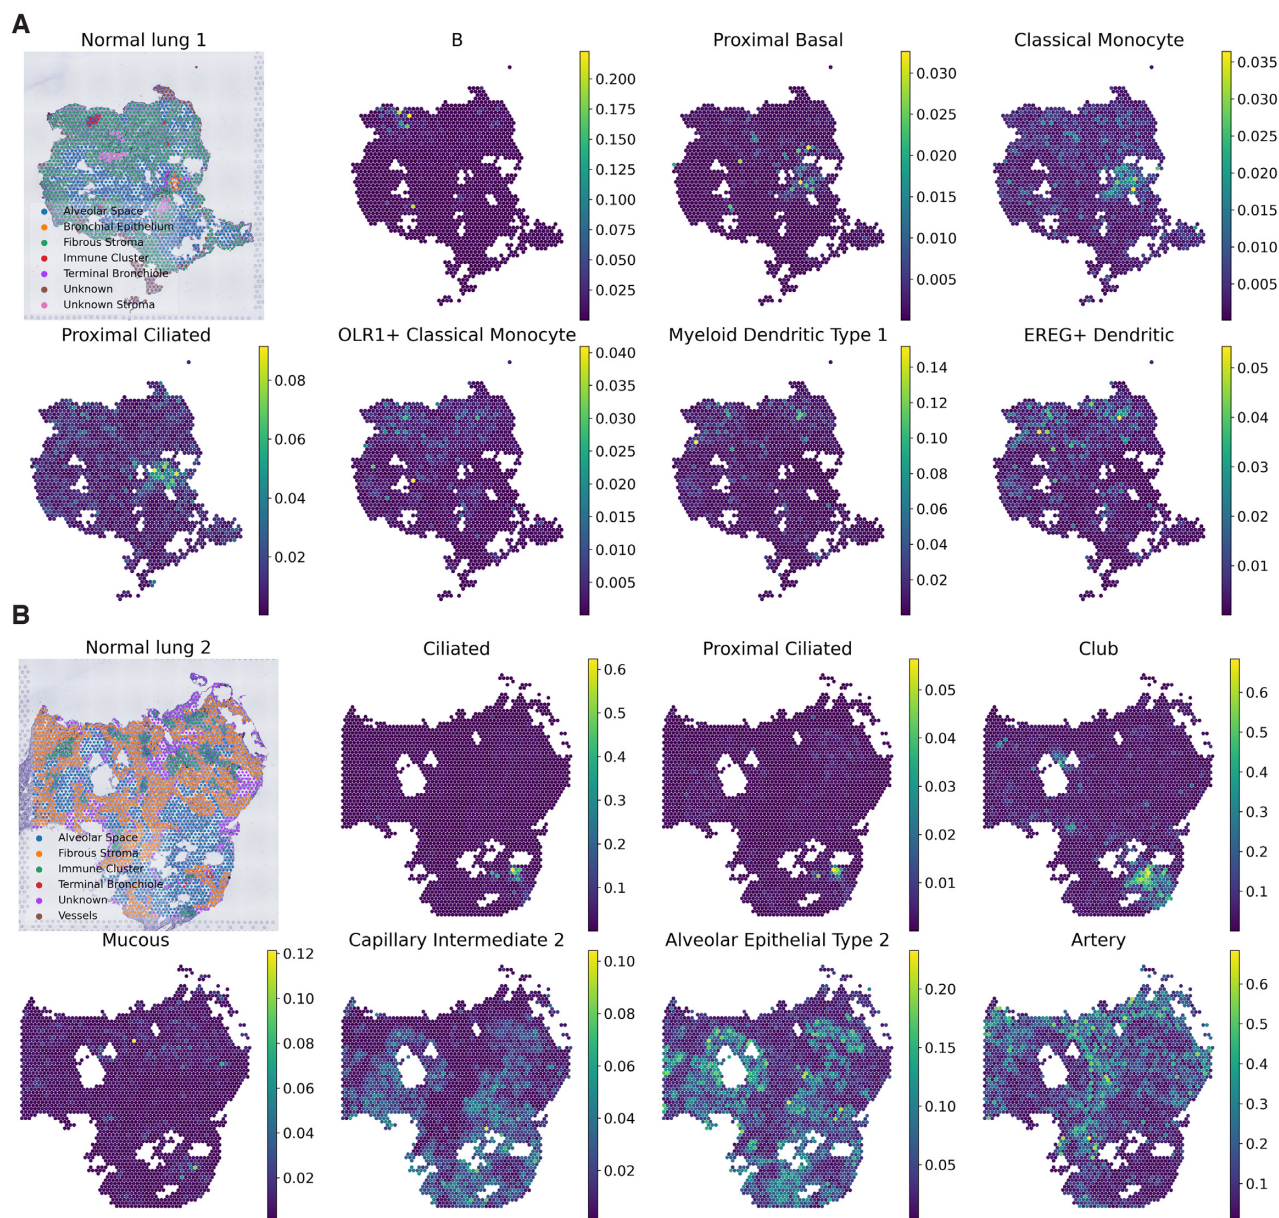 A
Normal lung 1
Alveolar Space
Bronchial Epithelium
Fibrous Stroma
Immune Cluster
Terminal Bronchiole
Unknown
Unknown Stroma
B
0.200
0.175
0.150
0.125
0.100
0.075
0.050
0.025
Proximal Basal
0.030
0.025
0.020
0.015
0.010
0.005
Classical Monocyte
0.035
0.030
0.025
0.020
0.015
0.010
0.005
Proximal Ciliated
0.08
0.06
0.04
0.02
OLR1+ Classical Monocyte
0.040
0.035
0.030
0.025
0.020
0.015
0.010
0.005
Myeloid Dendritic Type 1
0.14
0.12
0.10
0.08
0.06
0.04
0.02
EREG+ Dendritic
0.05
0.04
0.03
0.02
0.01
B
Normal lung 2
Alveolar Space
Fibrous Stroma
Immune Cluster
Terminal Bronchiole
Unknown
Vessels
Ciliated
0.6
0.5
0.4
0.3
0.2
0.1
Proximal Ciliated
0.05
0.04
0.03
0.02
0.01
Club
0.6
0.5
0.4
0.3
0.2
0.1
Mucous
0.12
0.10
0.08
0.06
0.04
0.02
Capillary Intermediate 2
0.10
0.08
0.06
0.04
0.02
Alveolar Epithelial Type 2
0.20
0.15
0.10
0.05
Artery
0.6
0.5
0.4
0.3
0.2
0.1